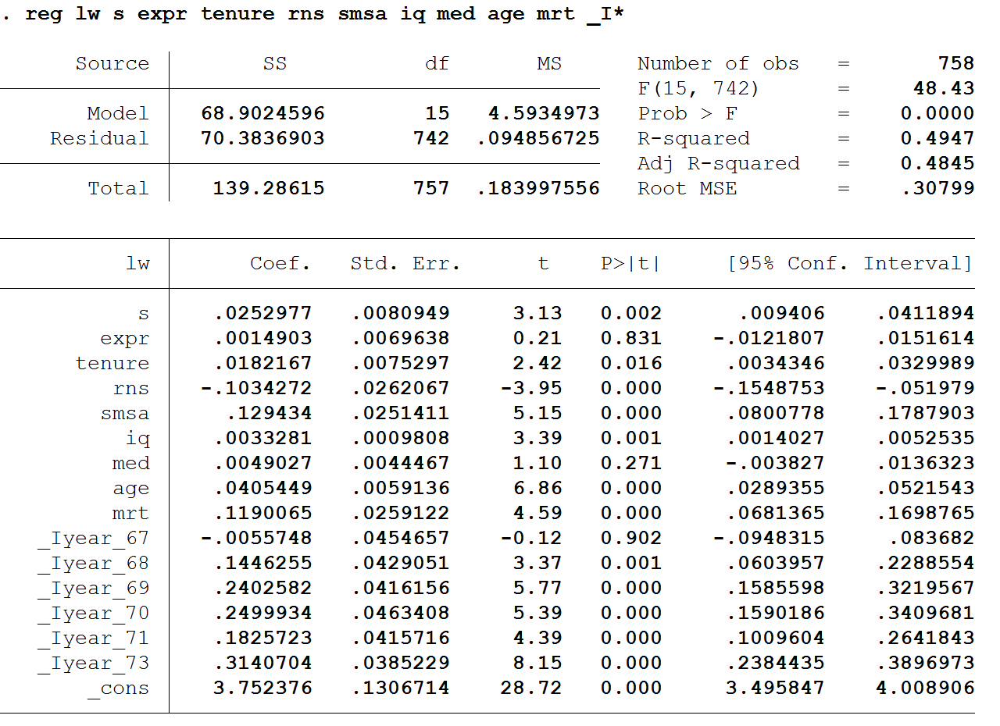 . reg lw s expr tenure rns smsa iq med age mrt _I*
Source SS df MS Number of obs = 758
F(15, 742) = 48.43
Model 68.9024596 15 4.5934973 Prob > F = 0.0000
Residual 70.3836903 742 .094856725 R-squared = 0.4947
Adj R-squared = 0.4845
Total 139.28615 757 .183997556 Root MSE = .30799
lw Coef. Std. Err. t P>|t| [95% Conf. Interval]
s .0252977 .0080949 3.13 0.002 .009406 .0411894
expr .0014903 .0069638 0.21 0.831 -.0121807 .0151614
tenure .0182167 .0075297 2.42 0.016 .0034346 .0329989
rns -.1034272 .0262067 -3.95 0.000 -.1548753 -.051979
smsa .129434 .0251411 5.15 0.000 .0800778 .1787903
iq .0033281 .0009808 3.39 0.001 .0014027 .0052535
med .0049027 .0044467 1.10 0.271 -.003827 .0136323
age .0405449 .0059136 6.86 0.000 .0289355 .0521543
mrt .1190065 .0259122 4.59 0.000 .0681365 .1698765
_Iyear_67 -.0055748 .0454657 -0.12 0.902 -.0948315 .083682
_Iyear_68 .1446255 .0429051 3.37 0.001 .0603957 .2288554
_Iyear_69 .2402582 .0416156 5.77 0.000 .1585598 .3219567
_Iyear_70 .2499934 .0463408 5.39 0.000 .1590186 .3409681
_Iyear_71 .1825723 .0415716 4.39 0.000 .1009604 .2641843
_Iyear_73 .3140704 .0385229 8.15 0.000 .2384435 .3896973
_cons 3.752376 .1306714 28.72 0.000 3.495847 4.008906